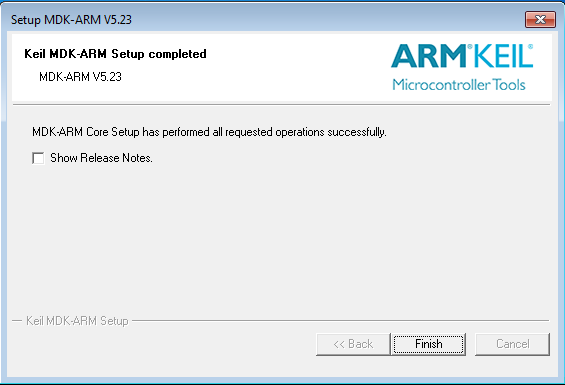 Setup MDK-ARM V5.23
Keil MDK-ARM Setup completed
MDK-ARM V5.23
ARM KEIL
Microcontroller Tools
MDK-ARM Core Setup has performed all requested operations successfully.
Show Release Notes.
Keil MDK-ARM Setup
<< Back
Finish
Cancel